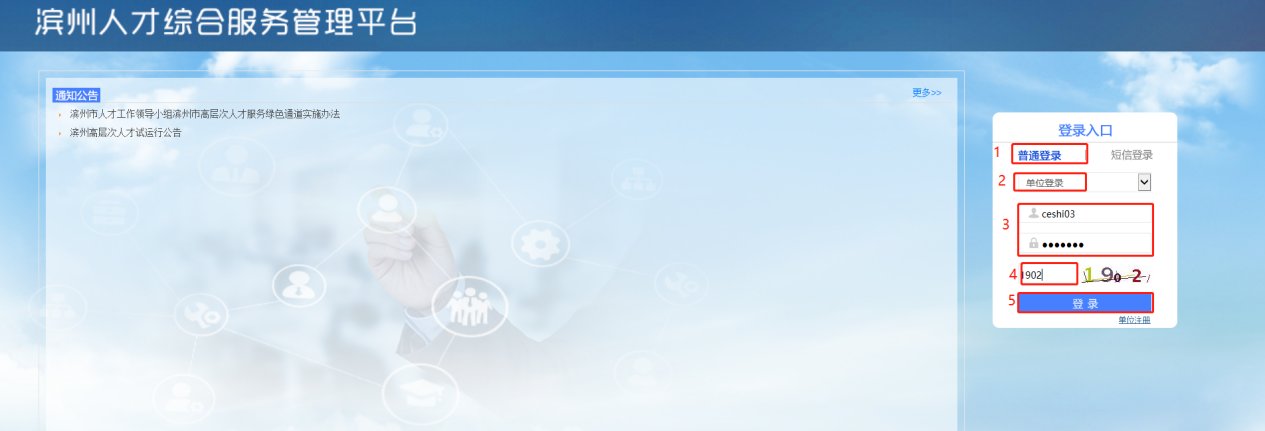 滨州人才综合服务管理平台
通知公告
更多>>
滨州市人才工作领导小组滨州市高层次人才服务绿色通道实施办法
滨州高层次人才试运行公告
登录入口
1 普通登录 短信登录
2 单位登录
3 ceshi03
●●●●●●●
4 1902 1902
5 登 录
单位注册